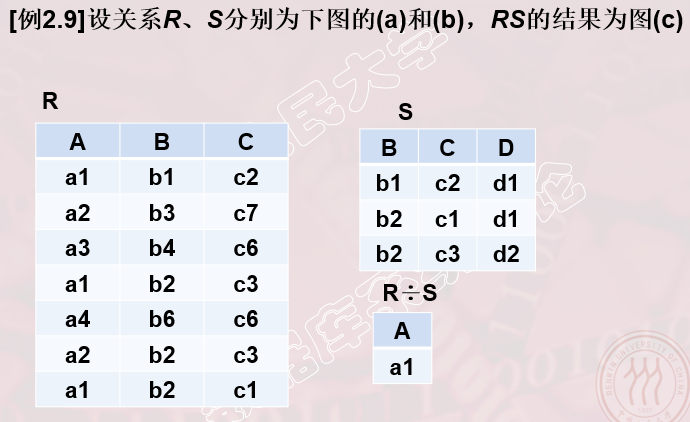 [例2.9]设关系R、S分别为下图的(a)和(b)，RS的结果为图(c)
R
A B C
a1 b1 c2
a2 b3 c7
a3 b4 c6
a1 b2 c3
a4 b6 c6
a2 b2 c3
a1 b2 c1
S
B C D
b1 c2 d1
b2 c1 d1
b2 c3 d2
R÷S
A
a1